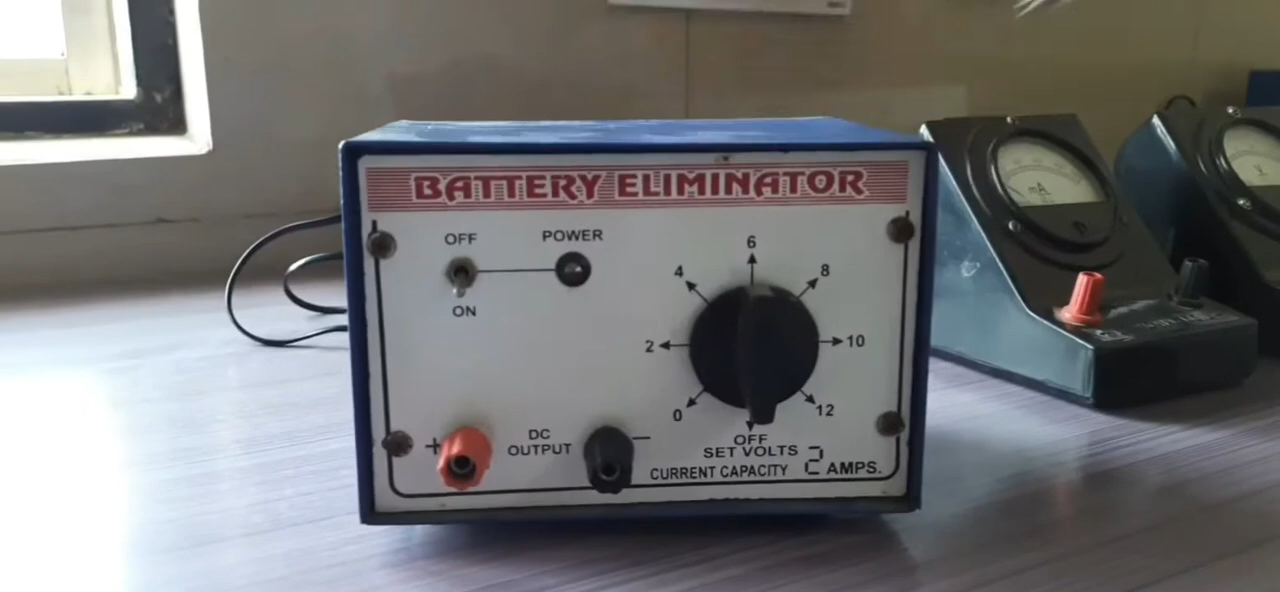 BATTERY ELIMINATOR
OFF
POWER
ON
6
4
8
2
10
0
12
OFF
SET VOLTS
+
DC
OUTPUT
−
CURRENT CAPACITY 2 AMPS.
mA
V